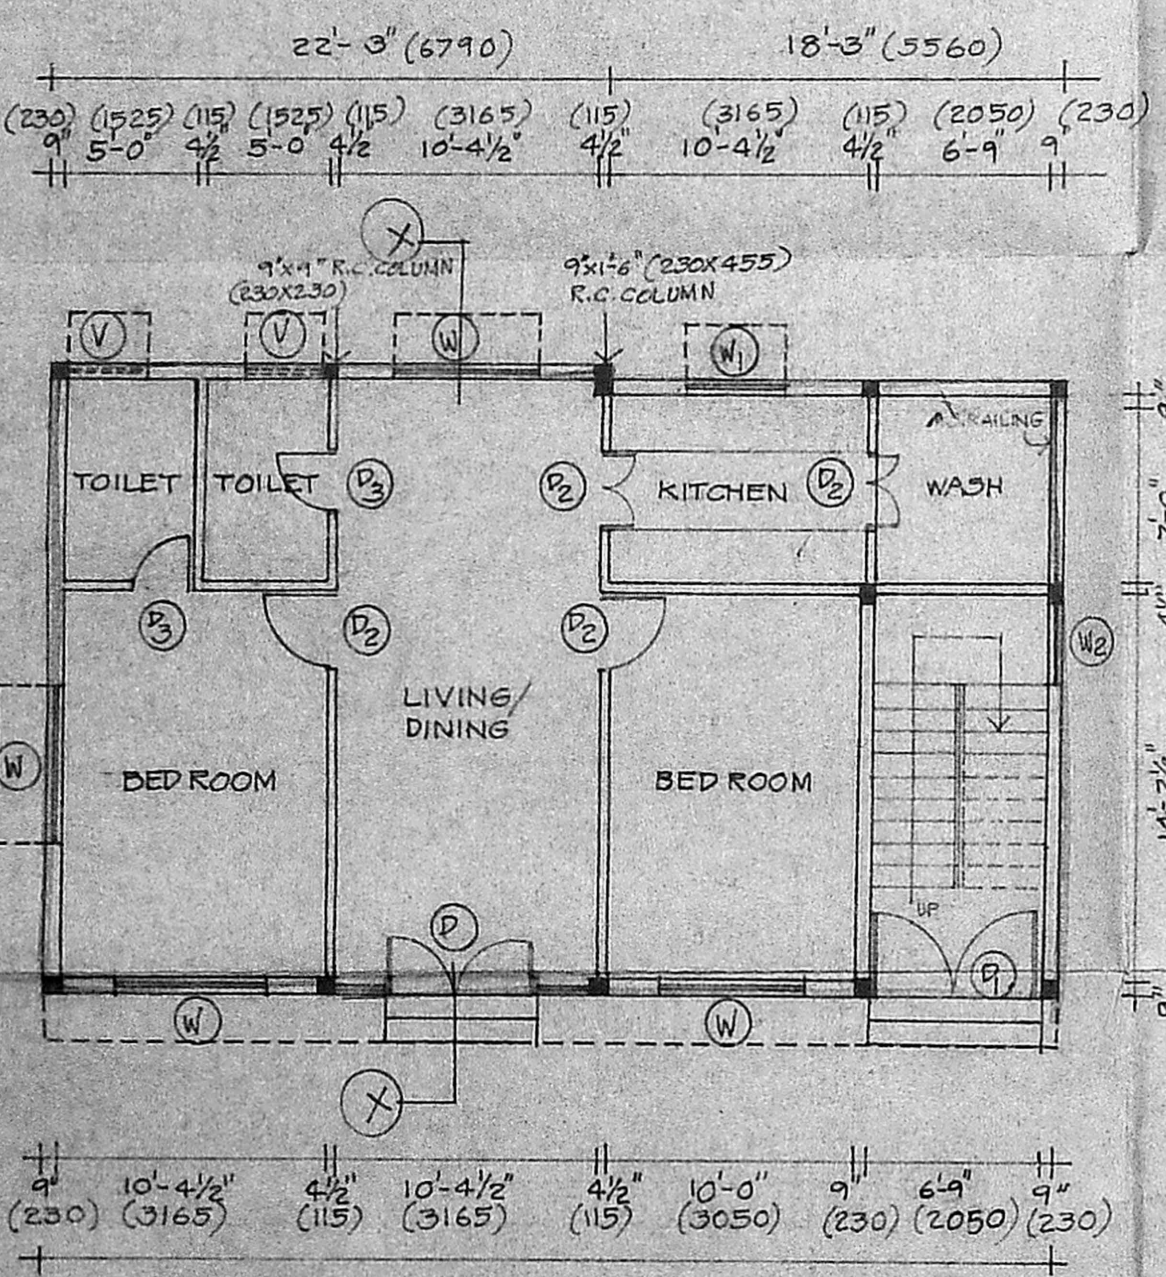 22'-3" (6790) 18'-3" (5560)
(230) (1525) (115) (1525) (115) (3165) (115) (3165) (115) (2050) (230)
9" 5-0" 4½" 5-0" 4½ 10'-4½" 4½" 10'-4½" 4½" 6'-9" 9"
X
9"x9" R.C.COLUMN
(230X230)
9"x1'-6" (230X455)
R.C. COLUMN
V V W W1
RAILING
TOILET TOILET D3 D2 KITCHEN D2 WASH
D3 D2 D2 W2
LIVING/
DINING
W BED ROOM BED ROOM
UP
D D1
W W
X
9" 10'-4½" 4½" 10'-4½" 4½" 10'-0" 9" 6'-9" 9"
(230) (3165) (115) (3165) (115) (3050) (230) (2050) (230)
14'-2½"